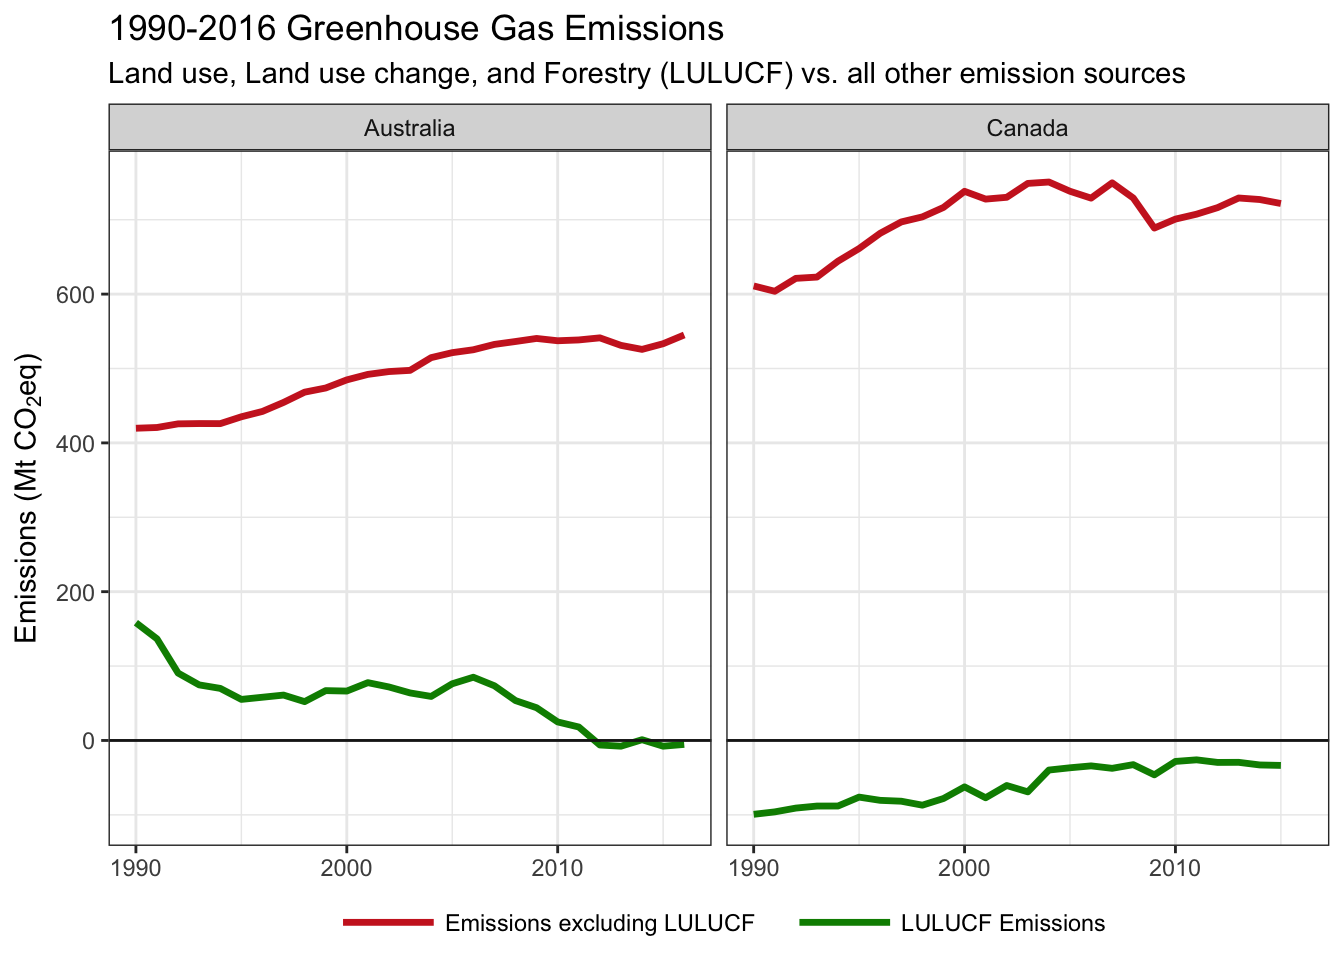 1990-2016 Greenhouse Gas Emissions
Land use, Land use change, and Forestry (LULUCF) vs. all other emission sources
Australia
Canada
Emissions (Mt CO₂eq)
600
400
200
0
1990
2000
2010
1990
2000
2010
Emissions excluding LULUCF
LULUCF Emissions